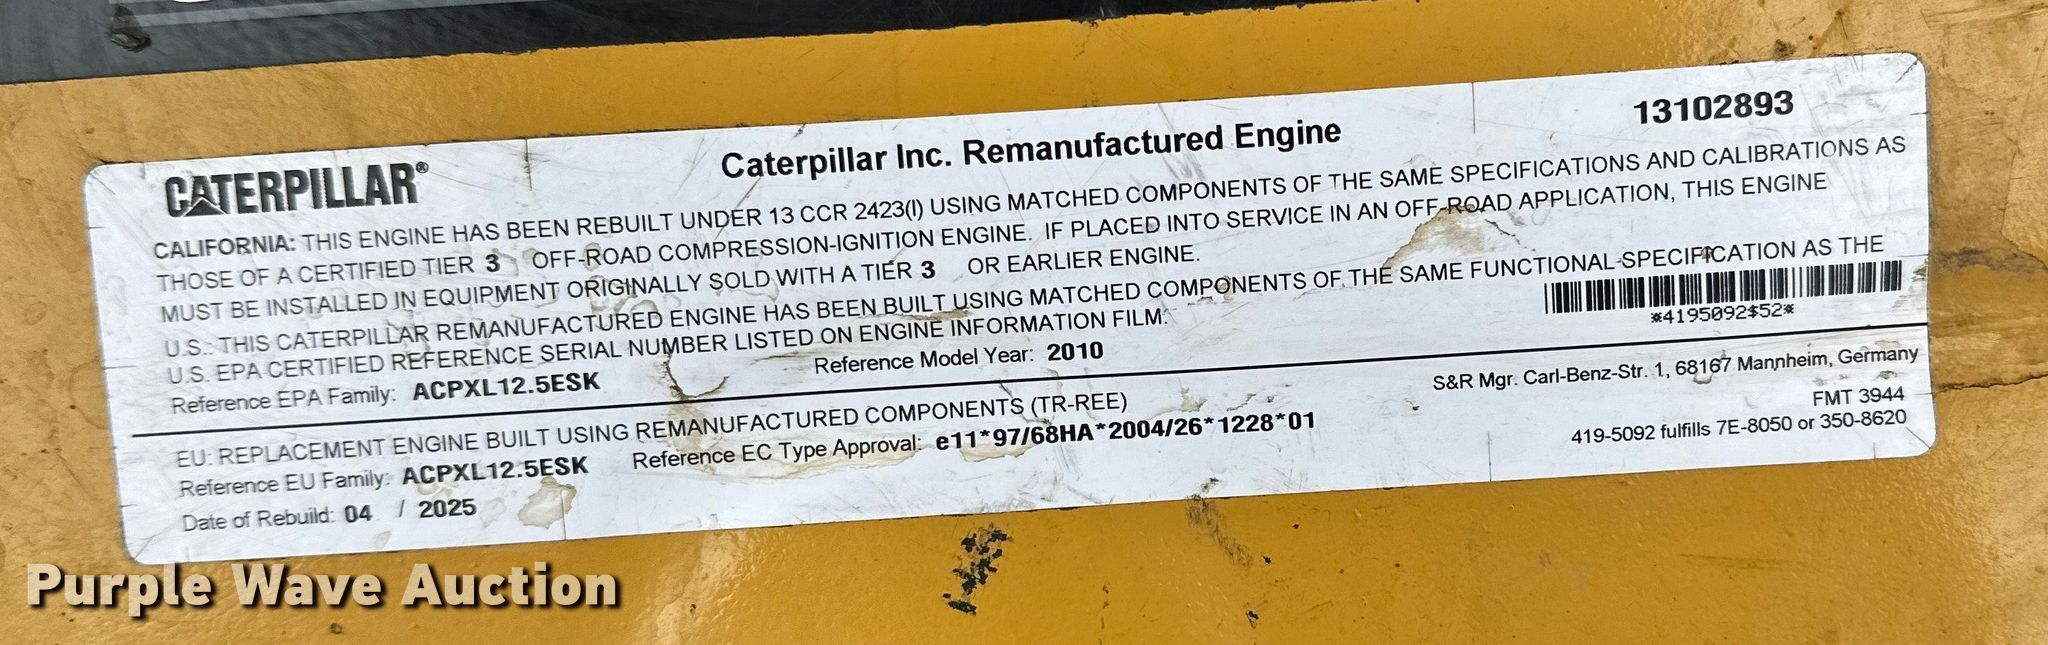 13102893
CATERPILLAR®
Caterpillar Inc. Remanufactured Engine
CALIFORNIA: THIS ENGINE HAS BEEN REBUILT UNDER 13 CCR 2423(l) USING MATCHED COMPONENTS OF THE SAME SPECIFICATIONS AND CALIBRATIONS AS
THOSE OF A CERTIFIED TIER 3 OFF-ROAD COMPRESSION-IGNITION ENGINE. IF PLACED INTO SERVICE IN AN OFF-ROAD APPLICATION, THIS ENGINE
MUST BE INSTALLED IN EQUIPMENT ORIGINALLY SOLD WITH A TIER 3 OR EARLIER ENGINE.
U.S.: THIS CATERPILLAR REMANUFACTURED ENGINE HAS BEEN BUILT USING MATCHED COMPONENTS OF THE SAME FUNCTIONAL SPECIFICATION AS THE
U.S. EPA CERTIFIED REFERENCE SERIAL NUMBER LISTED ON ENGINE INFORMATION FILM.
*4195092$52*
Reference EPA Family: ACPXL12.5ESK Reference Model Year: 2010
S&R Mgr. Carl-Benz-Str. 1, 68167 Mannheim, Germany
EU: REPLACEMENT ENGINE BUILT USING REMANUFACTURED COMPONENTS (TR-REE)
FMT 3944
Reference EU Family: ACPXL12.5ESK Reference EC Type Approval: e11*97/68HA*2004/26*1228*01
419-5092 fulfills 7E-8050 or 350-8620
Date of Rebuild: 04 / 2025
Purple Wave Auction